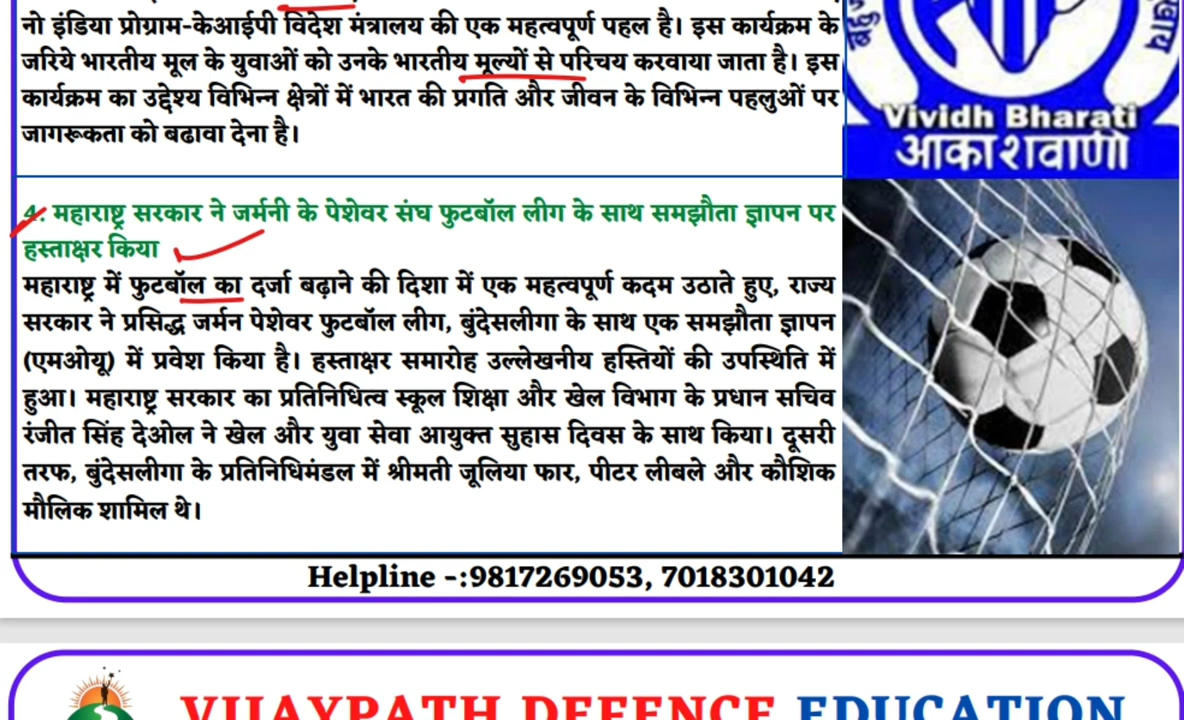 नो इंडिया प्रोग्राम-केआईपी विदेश मंत्रालय की एक महत्वपूर्ण पहल है। इस कार्यक्रम के
जरिये भारतीय मूल के युवाओं को उनके भारतीय मूल्यों से परिचय करवाया जाता है। इस
कार्यक्रम का उद्देश्य विभिन्न क्षेत्रों में भारत की प्रगति और जीवन के विभिन्न पहलुओं पर
जागरूकता को बढावा देना है।
Vividh Bharati
आकाशवाणी
4. महाराष्ट्र सरकार ने जर्मनी के पेशेवर संघ फुटबॉल लीग के साथ समझौता ज्ञापन पर
हस्ताक्षर किया
महाराष्ट्र में फुटबॉल का दर्जा बढ़ाने की दिशा में एक महत्वपूर्ण कदम उठाते हुए, राज्य
सरकार ने प्रसिद्ध जर्मन पेशेवर फुटबॉल लीग, बुंदेसलीगा के साथ एक समझौता ज्ञापन
(एमओयू) में प्रवेश किया है। हस्ताक्षर समारोह उल्लेखनीय हस्तियों की उपस्थिति में
हुआ। महाराष्ट्र सरकार का प्रतिनिधित्व स्कूल शिक्षा और खेल विभाग के प्रधान सचिव
रंजीत सिंह देओल ने खेल और युवा सेवा आयुक्त सुहास दिवस के साथ किया। दूसरी
तरफ, बुंदेसलीगा के प्रतिनिधिमंडल में श्रीमती जूलिया फार, पीटर लीबले और कौशिक
मौलिक शामिल थे।
Helpline -:9817269053, 7018301042
VIJAYPATH DEFENCE EDUCATION